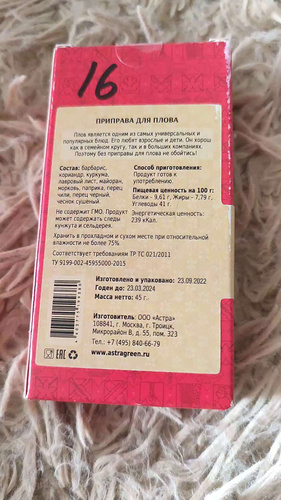 16
ПРИПРАВА ДЛЯ ПЛОВА
Плов является одним из самых универсальных и
популярных блюд. Его любят взрослые и дети. Он хорош
как в семейном кругу, так и в больших компаниях.
Поэтому без приправы для плова не обойтись!
Состав: барбарис,
кориандр, куркума,
лавровый лист, майоран,
морковь, паприка, перец
чили, перец черный,
чеснок сушёный.
Способ приготовления:
Продукт готов к
употреблению.
Пищевая ценность на 100 г:
Белки - 9,61 г, Жиры - 7,79 г,
Углеводы 41 г.
Не содержит ГМО. Продукт
может содержать следы
кунжута и сельдерея.
Энергетическая ценность:
239 кКал.
Хранить в прохладном и сухом месте при относительной
влажности не более 75%.
Соответствует требованиям ТР ТС 021/2011
ТУ 9199-002-45955000-2015
Изготовлено и упаковано: 23.09.2022
Годен до: 23.03.2024
Масса нетто: 45 г.
Изготовитель: ООО «Астра»
108841, г. Москва, г. Троицк,
Микрорайон В, д. 55, пом. 323
Тел.: +7 (495) 840-66-79
www.astragreen.ru
EAC